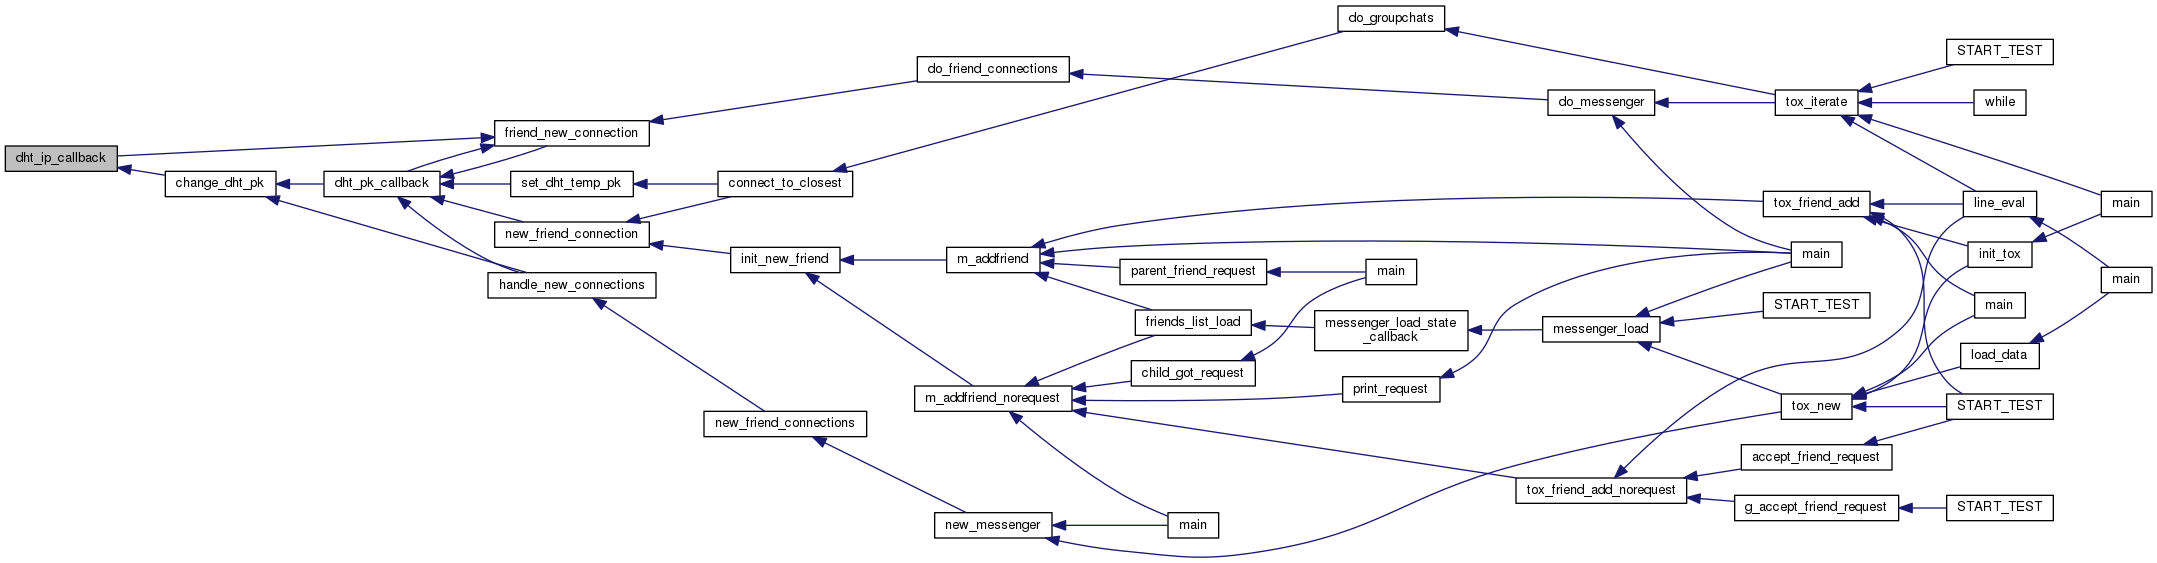 do_groupchats
START_TEST
do_friend_connections
do_messenger
tox_iterate
while
friend_new_connection
dht_ip_callback
change_dht_pk
dht_pk_callback
set_dht_temp_pk
connect_to_closest
tox_friend_add
line_eval
main
new_friend_connection
init_new_friend
m_addfriend
main
init_tox
parent_friend_request
main
main
handle_new_connections
START_TEST
main
friends_list_load
messenger_load_state
_callback
messenger_load
load_data
child_got_request
print_request
m_addfriend_norequest
tox_new
START_TEST
new_friend_connections
accept_friend_request
tox_friend_add_norequest
g_accept_friend_request
START_TEST
new_messenger
main